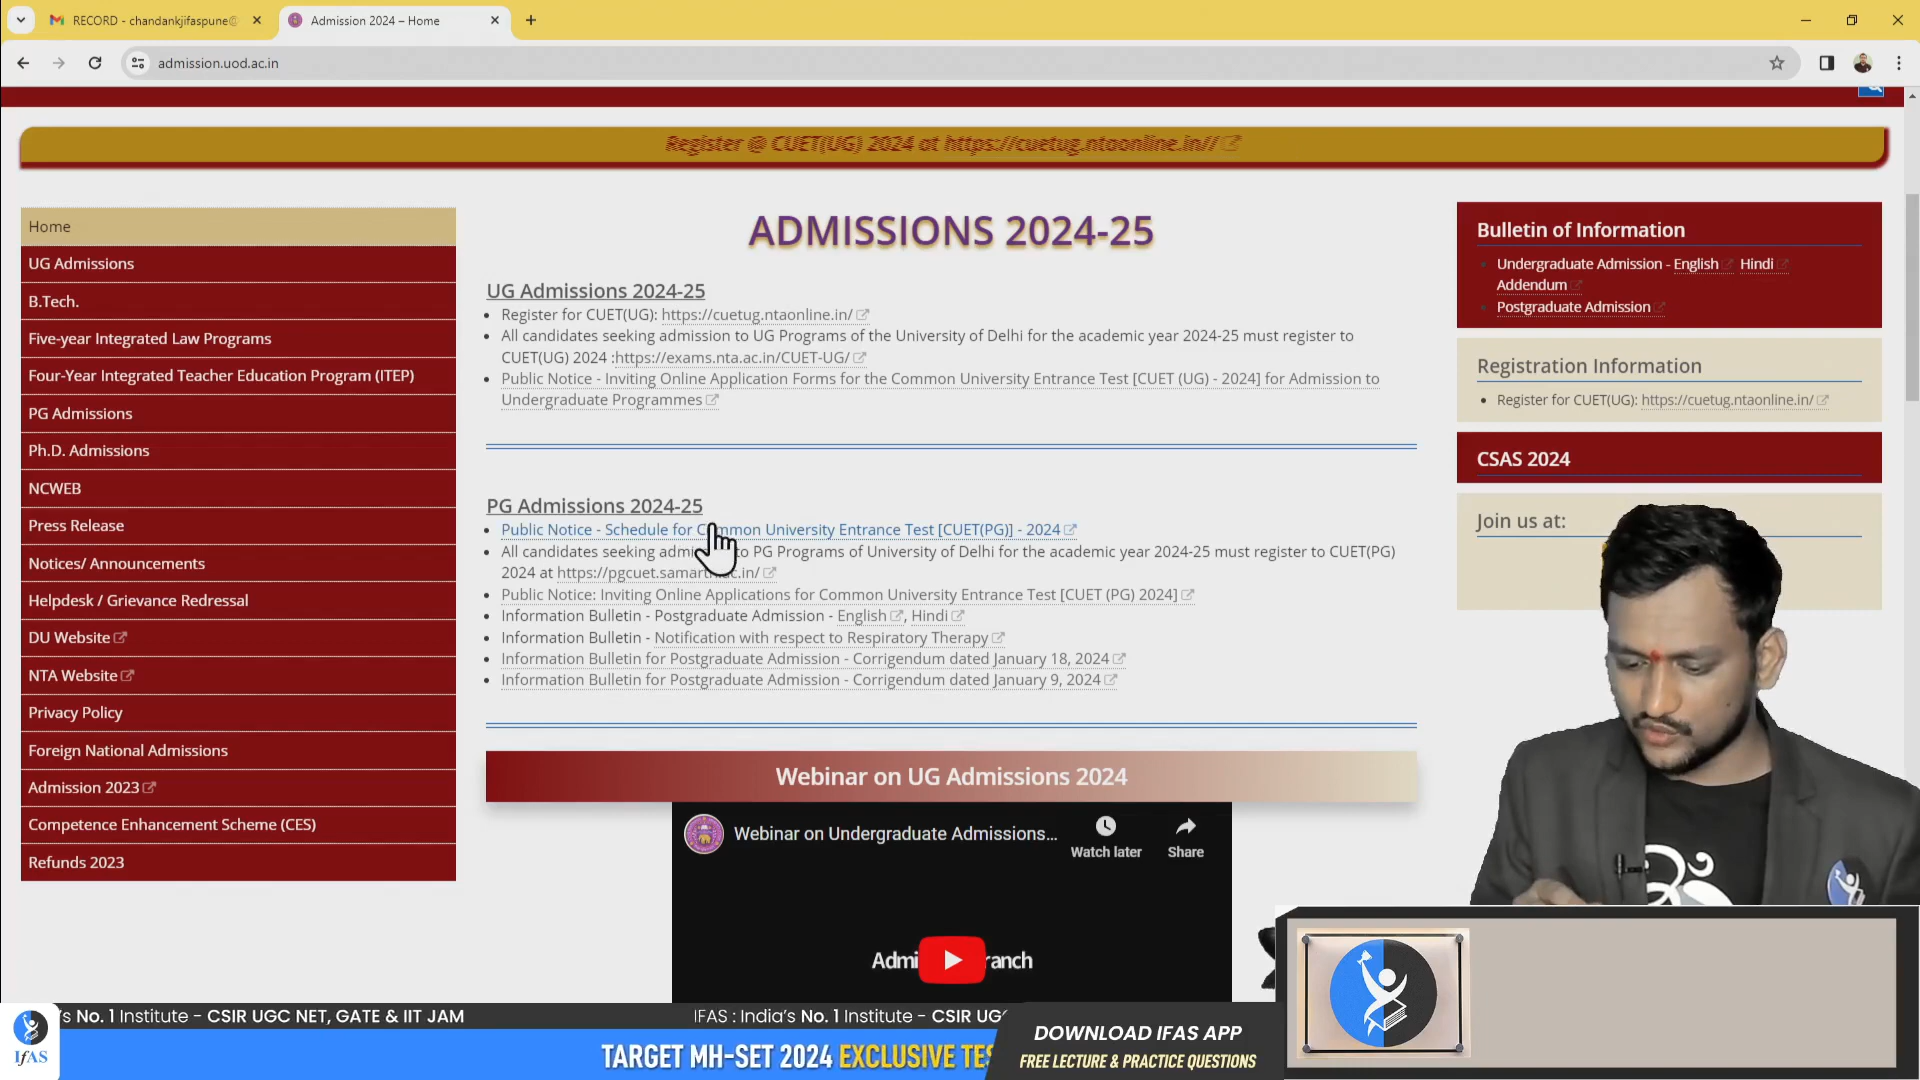 RECORD - chandankjifaspune@
Admission 2024 – Home
admission.uod.ac.in
Register @ CUET(UG) 2024 at https://cuetug.ntaonline.in//
Home
UG Admissions
B.Tech.
Five-year Integrated Law Programs
Four-Year Integrated Teacher Education Program (ITEP)
PG Admissions
Ph.D. Admissions
NCWEB
Press Release
Notices/ Announcements
Helpdesk / Grievance Redressal
DU Website
NTA Website
Privacy Policy
Foreign National Admissions
Admission 2023
Competence Enhancement Scheme (CES)
Refunds 2023
ADMISSIONS 2024-25
UG Admissions 2024-25
Register for CUET(UG): https://cuetug.ntaonline.in/
All candidates seeking admission to UG Programs of the University of Delhi for the academic year 2024-25 must register to
CUET(UG) 2024 :https://exams.nta.ac.in/CUET-UG/
Public Notice - Inviting Online Application Forms for the Common University Entrance Test [CUET (UG) - 2024] for Admission to
Undergraduate Programmes
PG Admissions 2024-25
Public Notice - Schedule for Common University Entrance Test [CUET(PG)] - 2024
All candidates seeking to PG Programs of University of Delhi for the academic year 2024-25 must register to CUET(PG)
2024 at
Public Notice: Inviting Online Applications for Common University Entrance Test [CUET (PG) 2024]
Information Bulletin - Postgraduate Admission - English, Hindi
Information Bulletin - Notification with respect to Respiratory Therapy
Information Bulletin for Postgraduate Admission - Corrigendum dated January 18, 2024
Information Bulletin for Postgraduate Admission - Corrigendum dated January 9, 2024
Webinar on UG Admissions 2024
Webinar on Undergraduate Admissions...
Watch later
Share
Bulletin of Information
Undergraduate Admission - English Hindi
Addendum
Postgraduate Admission
Registration Information
Register for CUET(UG): https://cuetug.ntaonline.in/
CSAS 2024
Join us at:
IFAS
's No. 1 Institute - CSIR UGC NET, GATE & IIT JAM
IFAS : India's No. 1 Institute - CSIR UGC
TARGET MH-SET 2024 EXCLUSIVE
DOWNLOAD IFAS APP
FREE LECTURE & PRACTICE QUESTIONS